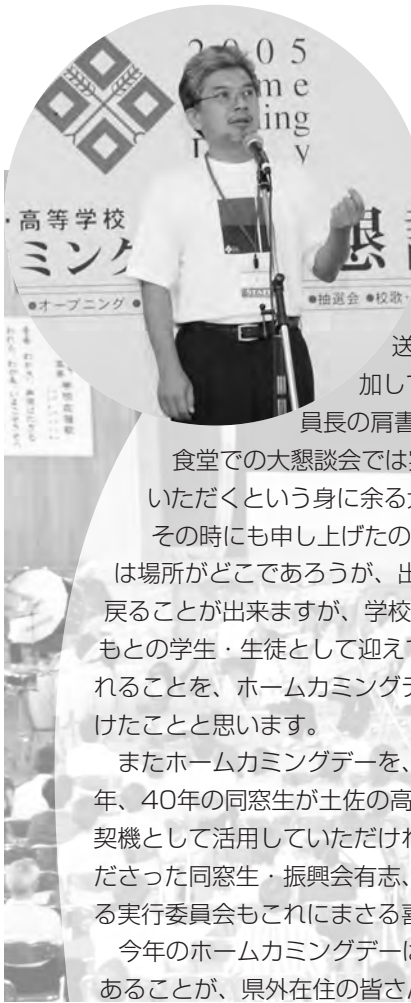 2005
・高等学校
●オープニング●
●抽選会 ●校歌・
送
加して
員長の肩書
食堂での大懇談会では実
いただくという身に余る
その時にも申し上げたの
は場所がどこであろうが、出
戻ることが出来ますが、学校
もとの学生・生徒として迎えて
れることを、ホームカミングデ
けたことと思います。
またホームカミングデーを、
年、40年の同窓生が土佐の高
契機として活用していただけれ
ださった同窓生・振興会有志、
る実行委員会もこれにまさる喜
今年のホームカミングデーに
あることが、県外在住の皆さん